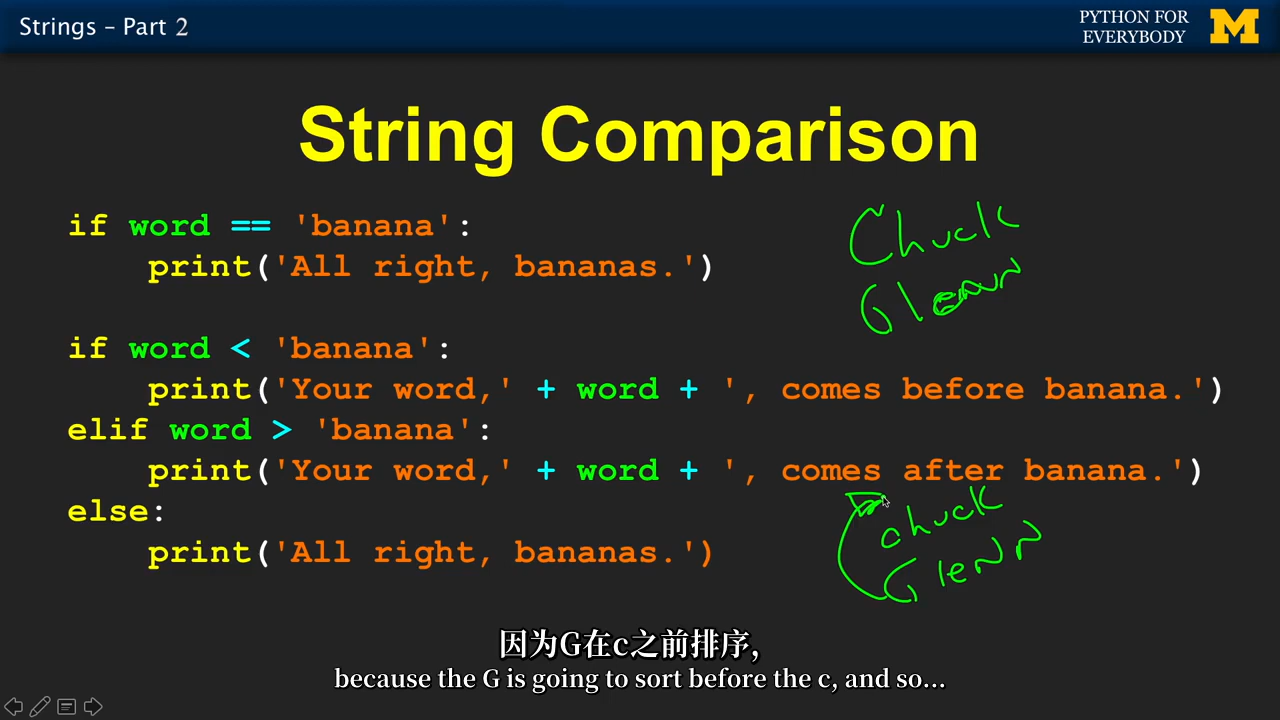 Strings – Part 2
PYTHON FOR
EVERYBODY
M
String Comparison
if word == 'banana':
print('All right, bananas.')
if word < 'banana':
print('Your word,' + word + ', comes before banana.')
elif word > 'banana':
print('Your word,' + word + ', comes after banana.')
else:
print('All right, bananas.')
Chuck
Glenn
chuck
Glenn
因为G在c之前排序,
because the G is going to sort before the c, and so...